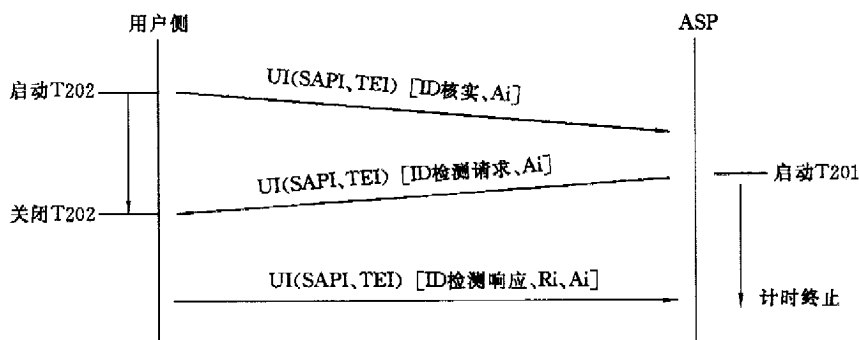 用户侧
ASP
启动T202
UI(SAPI、TEI) [ID核实、Ai]
UI(SAPI、TEI) [ID检测请求、Ai]
启动T201
关闭T202
UI(SAPI、TEI) [ID检测响应、Ri、Ai]
计时终止